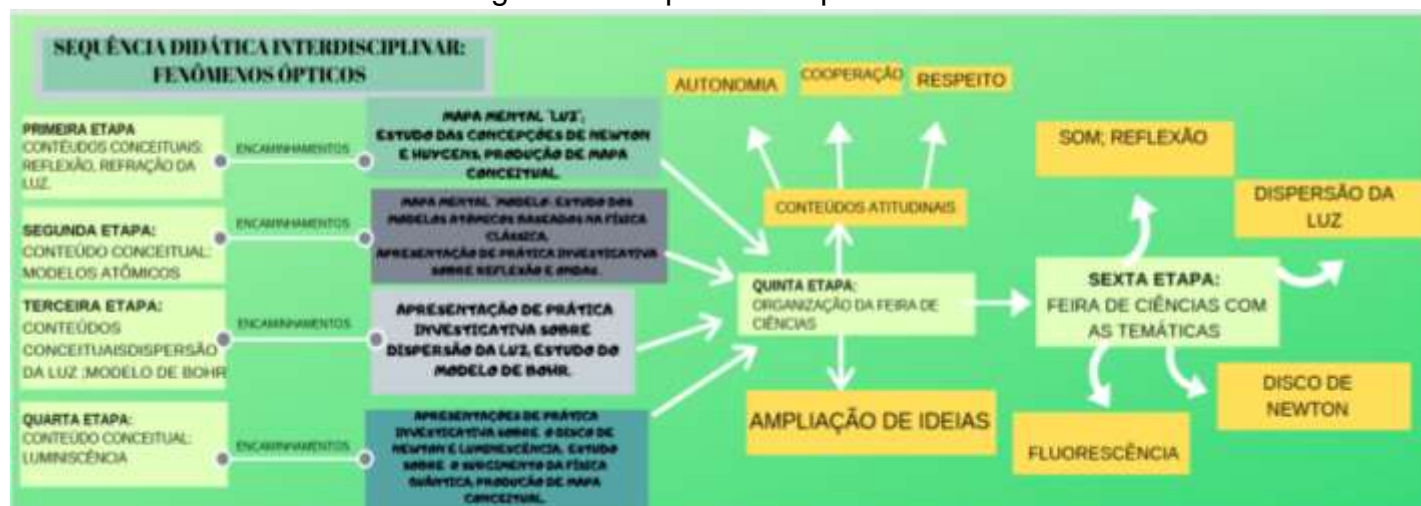 SEQUÊNCIA DIDÁTICA INTERDISCIPLINAR:
FENÔMENOS ÓPTICOS
PRIMEIRA ETAPA
CONTEÚDOS CONCEITUAIS:
REFLEXÃO, REFRAÇÃO DA
LUZ.
ENCAMINHAMENTOS
MAPA MENTAL "LUZ",
ESTUDO DAS CONCEPÇÕES DE NEWTON
E HUYGENS, PRODUÇÃO DE MAPA
CONCEITUAL.
SEGUNDA ETAPA:
CONTEÚDO CONCEITUAL:
MODELOS ATÔMICOS
ENCAMINHAMENTOS
MAPA MENTAL "MODELO; ESTUDO DOS
MODELOS ATÔMICOS BASEADOS NA FÍSICA
CLÁSSICA.
APRESENTAÇÃO DE PRÁTICA INVESTIGATIVA
SOBRE REFLEXÃO E ONDAS.
TERCEIRA ETAPA:
CONTEÚDOS
CONCEITUAISDISPERSÃO
DA LUZ ;MODELO DE BOHR
ENCAMINHAMENTOS
APRESENTAÇÃO DE PRÁTICA
INVESTIGATIVA SOBRE
DISPERSÃO DA LUZ, ESTUDO DO
MODELO DE BOHR.
QUARTA ETAPA:
CONTEÚDO CONCEITUAL:
LUMINISCÊNCIA
ENCAMINHAMENTOS
APRESENTAÇÕES DE PRÁTICA
INVESTIGATIVA SOBRE O DISCO DE
NEWTON E LUMINESCÊNCIA, ESTUDO
SOBRE O SURGIMENTO DA FÍSICA
QUÂNTICA, PRODUÇÃO DE MAPA
CONCEITUAL.
AUTONOMIA
COOPERAÇÃO
RESPEITO
CONTEÚDOS ATITUDINAIS
QUINTA ETAPA:
ORGANIZAÇÃO DA FEIRA DE
CIÊNCIAS
AMPLIAÇÃO DE IDEIAS
SEXTA ETAPA:
FEIRA DE CIÊNCIAS COM
AS TEMÁTICAS
SOM; REFLEXÃO
DISPERSÃO DA
LUZ
DISCO DE
NEWTON
FLUORESCÊNCIA